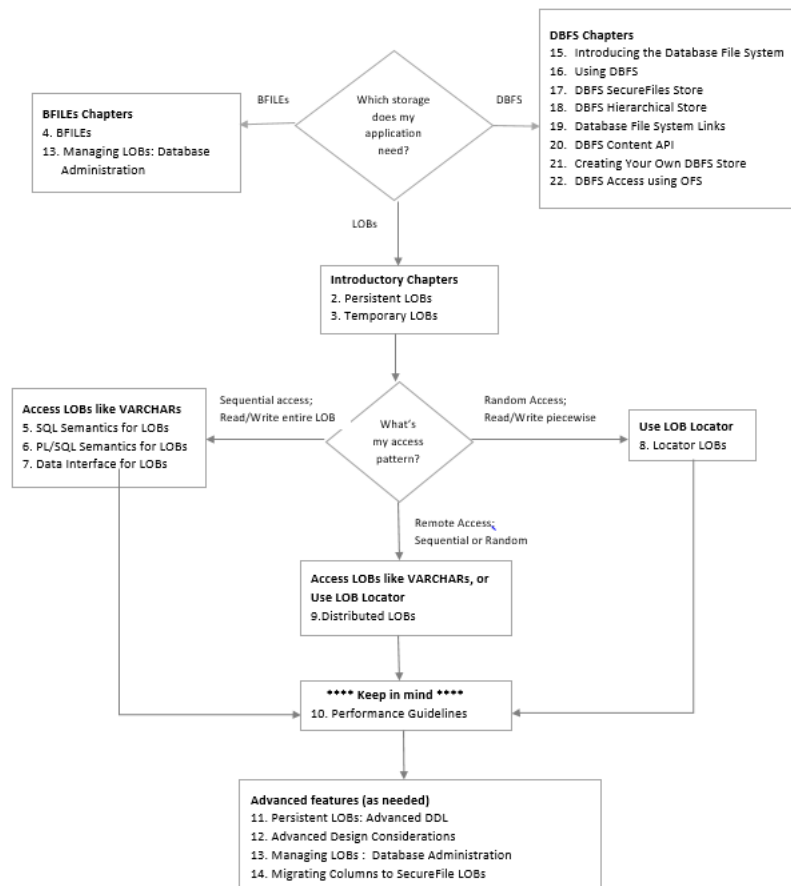 DBFS Chapters
15. Introducing the Database File System
16. Using DBFS
17. DBFS SecureFiles Store
18. DBFS Hierarchical Store
19. Database File System Links
20. DBFS Content API
21. Creating Your Own DBFS Store
22. DBFS Access using OFS
BFILEs
Which storage
does my
application
need?
DBFS
BFILEs Chapters
4. BFILEs
13. Managing LOBs: Database
Administration
LOBs
Introductory Chapters
2. Persistent LOBs
3. Temporary LOBs
Sequential access;
Read/Write entire LOB
What's
my access
pattern?
Random Access;
Read/Write piecewise
Access LOBs like VARCHARs
5. SQL Semantics for LOBs
6. PL/SQL Semantics for LOBs
7. Data Interface for LOBs
Use LOB Locator
8. Locator LOBs
Remote Access;
Sequential or Random
Access LOBs like VARCHARs, or
Use LOB Locator
9.Distributed LOBs
**** Keep in mind ****
10. Performance Guidelines
Advanced features (as needed)
11. Persistent LOBs: Advanced DDL
12. Advanced Design Considerations
13. Managing LOBs : Database Administration
14. Migrating Columns to SecureFile LOBs